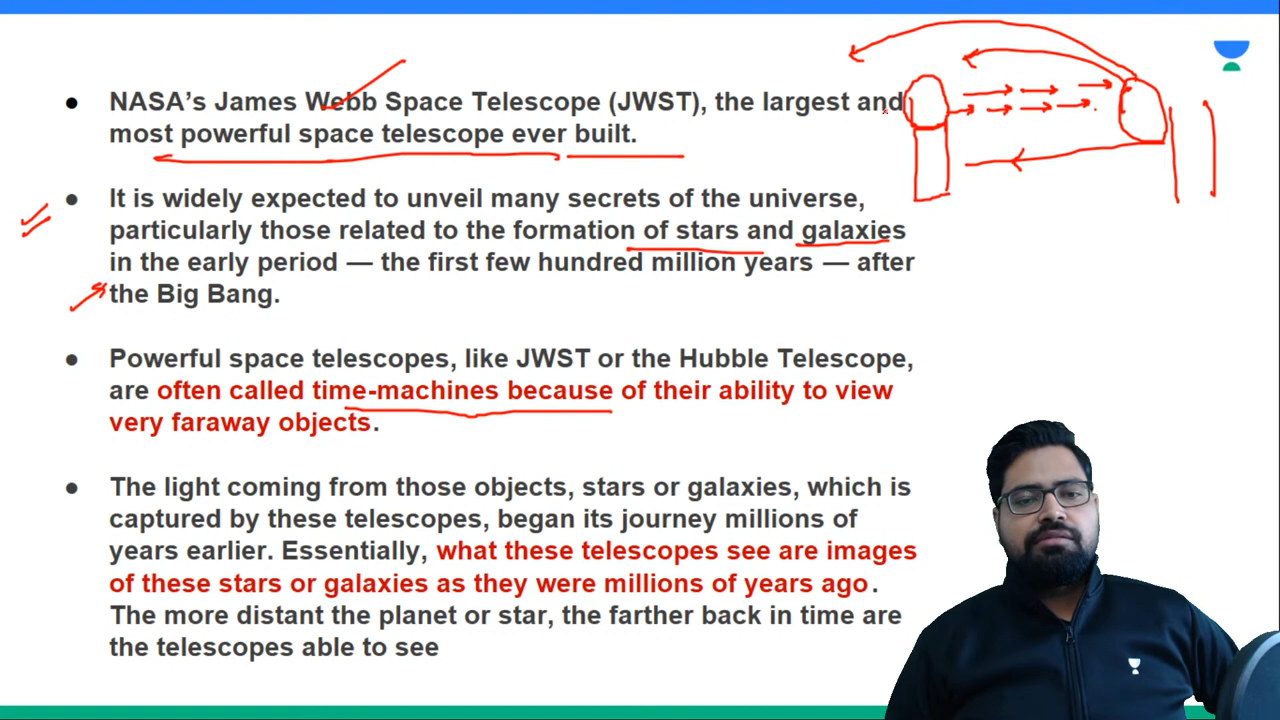 ● NASA's James Webb Space Telescope (JWST), the largest and
most powerful space telescope ever built.
● It is widely expected to unveil many secrets of the universe,
particularly those related to the formation of stars and galaxies
in the early period — the first few hundred million years — after
the Big Bang.
● Powerful space telescopes, like JWST or the Hubble Telescope,
are often called time-machines because of their ability to view
very faraway objects.
● The light coming from those objects, stars or galaxies, which is
captured by these telescopes, began its journey millions of
years earlier. Essentially, what these telescopes see are images
of these stars or galaxies as they were millions of years ago.
The more distant the planet or star, the farther back in time are
the telescopes able to see